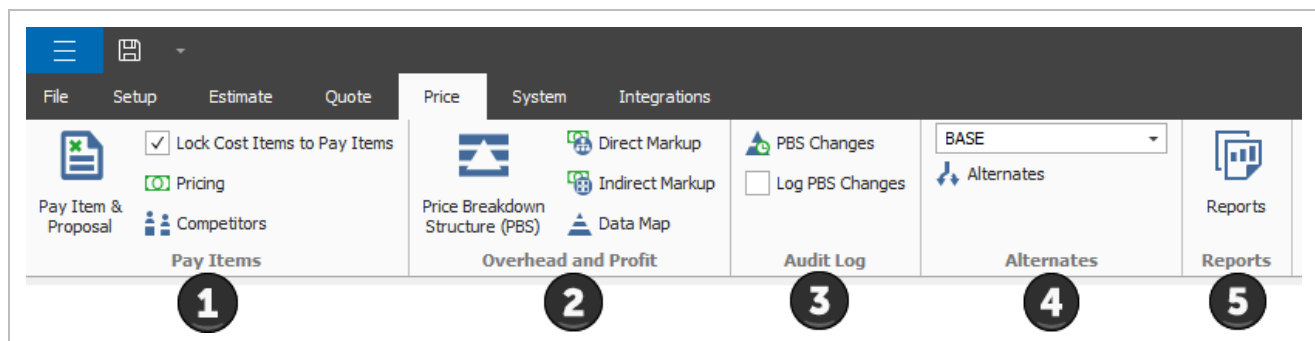 File Setup Estimate Quote Price System Integrations
Pay Item &
Proposal
Lock Cost Items to Pay Items
Pricing
Competitors
Pay Items
Price Breakdown
Structure (PBS)
Direct Markup
Indirect Markup
Data Map
Overhead and Profit
PBS Changes
Log PBS Changes
Audit Log
BASE
Alternates
Alternates
Reports
Reports
1 2 3 4 5